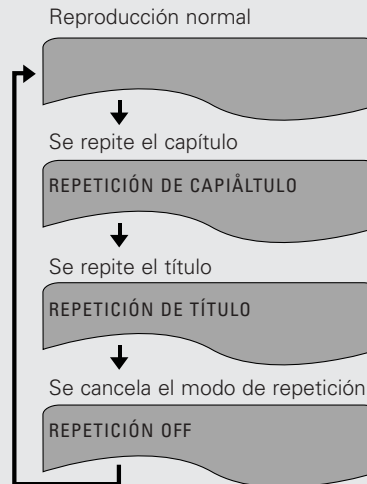 Reproducción normal
Se repite el capítulo
REPETICIÓN DE CAPIÅLTULO
Se repite el título
REPETICIÓN DE TÍTULO
Se cancela el modo de repetición
REPETICIÓN OFF